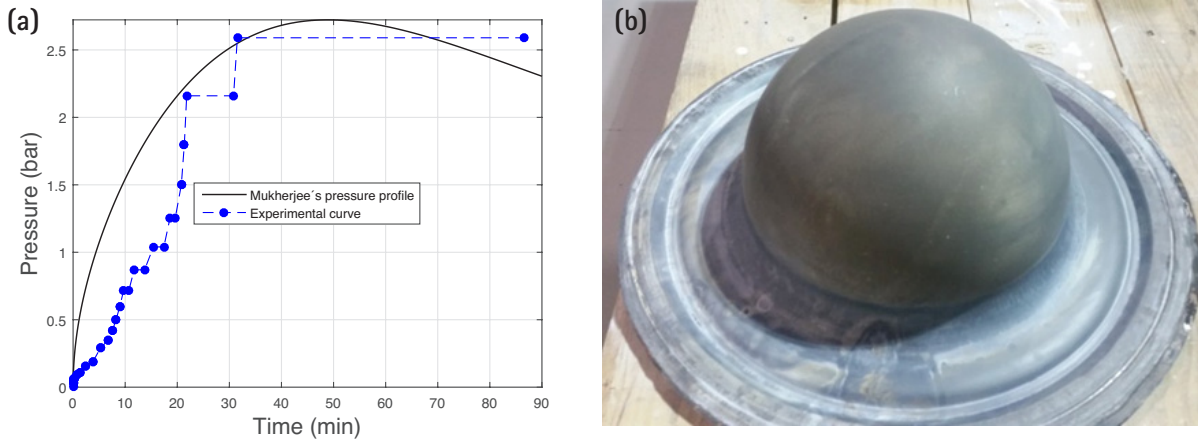 (a)
2.5
2
1.5
1
0.5
0
Pressure (bar)
Mukherjee´s pressure profile
Experimental curve
0 10 20 30 40 50 60 70 80 90
Time (min)
(b)